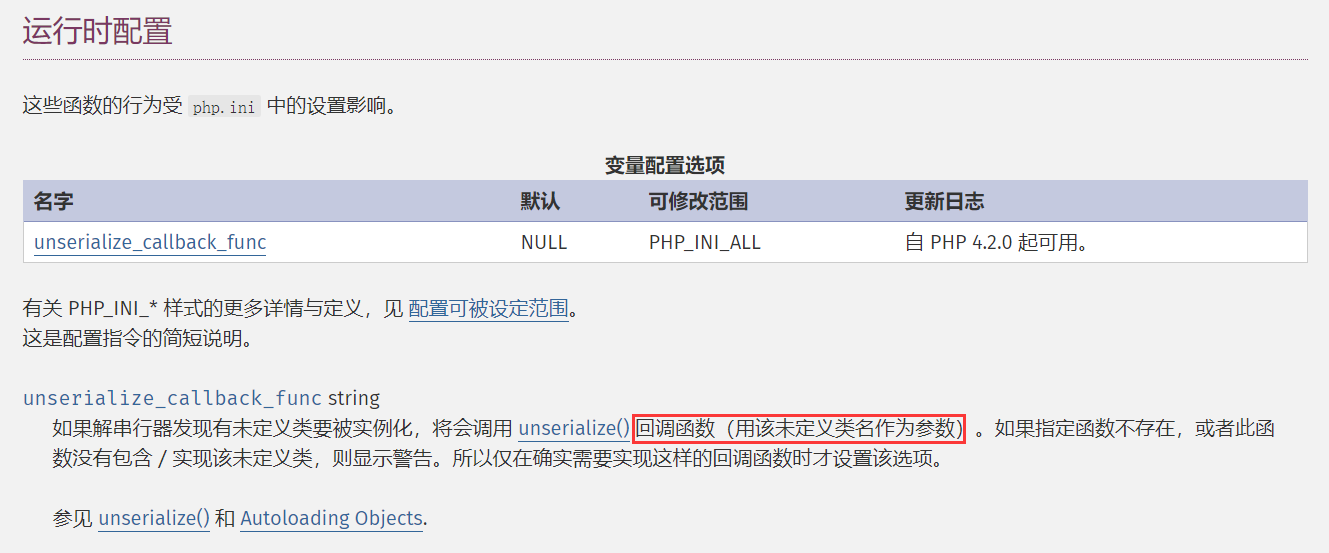 运行时配置
这些函数的行为受 php.ini 中的设置影响。
变量配置选项
名字 默认 可修改范围 更新日志
unserialize_callback_func NULL PHP_INI_ALL 自 PHP 4.2.0 起可用。
有关 PHP_INI_* 样式的更多详情与定义，见 配置可被设定范围。
这是配置指令的简短说明。
unserialize_callback_func string
如果解串行器发现有未定义类要被实例化，将会调用 unserialize() 回调函数（用该未定义类名作为参数） 。如果指定函数不存在，或者此函
数没有包含 / 实现该未定义类，则显示警告。所以仅在确实需要实现这样的回调函数时才设置该选项。
参见 unserialize() 和 Autoloading Objects.